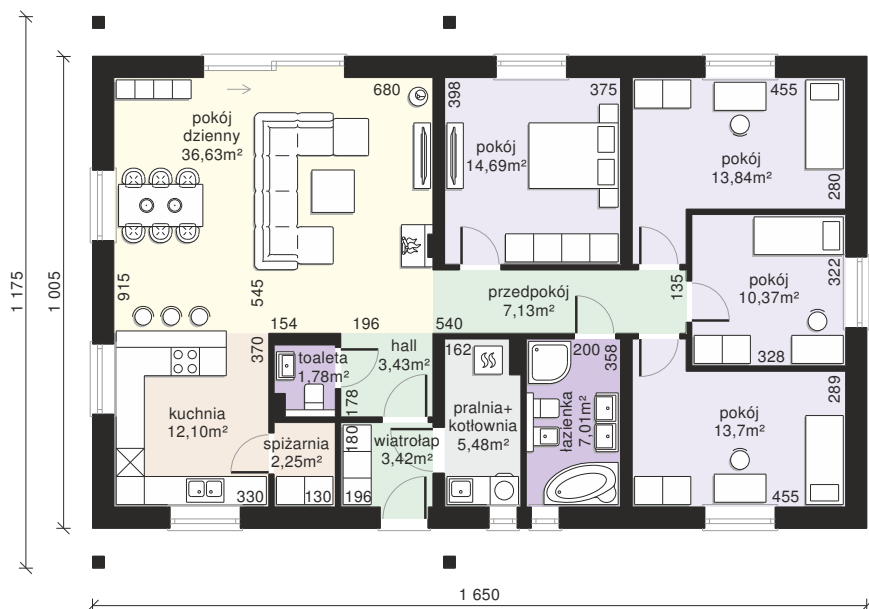 680
398
375
455
pokój
dzienny
36,63m²
pokój
14,69m²
pokój
13,84m²
280
1 175
1 005
915
545
przedpokój
7,13m²
135
pokój
10,37m²
322
154
196
540
370
toaleta
1,78m²
hall
3,43m²
178
162
200
358
328
289
kuchnia
12,10m²
pralnia+
kotłownia
5,48m²
łazienka
7,01m²
pokój
13,7m²
spiżarnia
2,25m²
180
wiatrołap
3,42m²
330
130
196
455
1 650